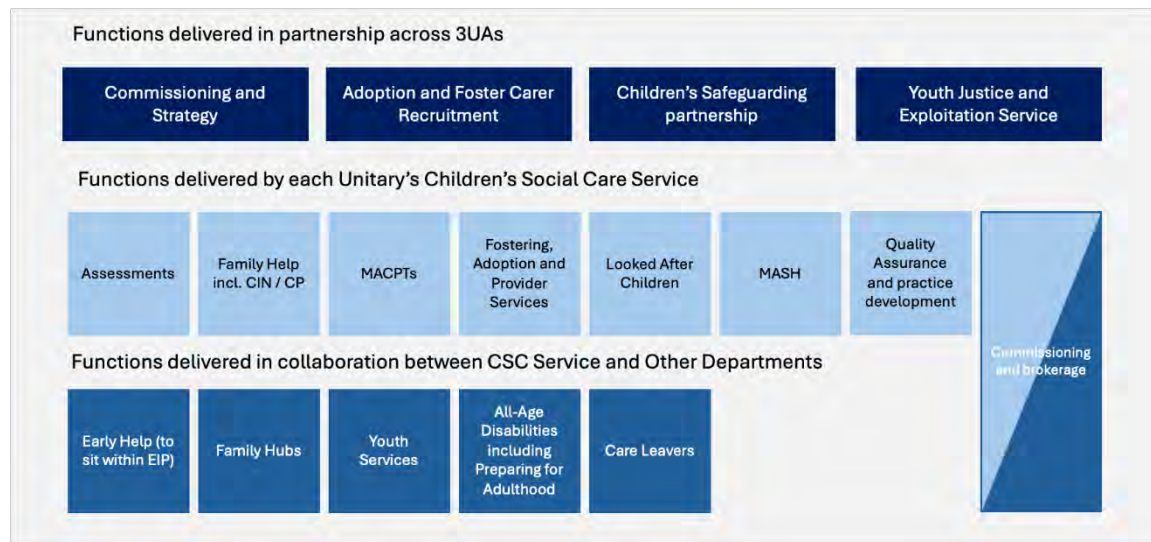 Functions delivered in partnership across 3UAs
Commissioning and
Strategy
Adoption and Foster Carer
Recruitment
Children's Safeguarding
partnership
Youth Justice and
Exploitation Service
Functions delivered by each Unitary's Children's Social Care Service
Assessments
Family Help
incl. CIN / CP
MACPTs
Fostering,
Adoption and
Provider
Services
Looked After
Children
MASH
Quality
Assurance
and practice
development
Commissioning
and brokerage
Functions delivered in collaboration between CSC Service and Other Departments
Early Help (to
sit within EIP)
Family Hubs
Youth
Services
All-Age
Disabilities
including
Preparing for
Adulthood
Care Leavers